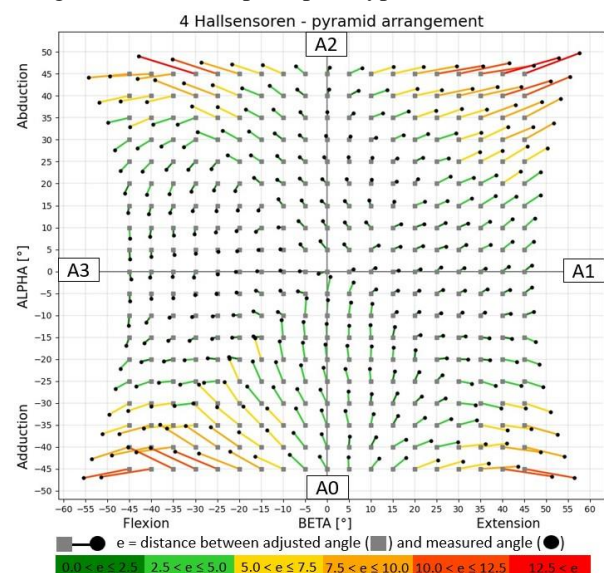 4 Hallsensoren - pyramid arrangement
A2
Abduction
50
45
40
35
30
25
20
15
10
5
ALPHA [°]
0
A3
A1
−5
−10
−15
−20
−25
−30
−35
−40
−45
−50
Adduction
A0
−60 −55 −50 −45 −40 −35 −30 −25 −20 −15 −10 −5 0 5 10 15 20 25 30 35 40 45 50 55 60
Flexion BETA [°] Extension
e = distance between adjusted angle ( ) and measured angle ( )
0.0 < e ≤ 2.5 2.5 < e ≤ 5.0 5.0 < e ≤ 7.5 7.5 < e ≤ 10.0 10.0 < e ≤ 12.5 12.5 < e